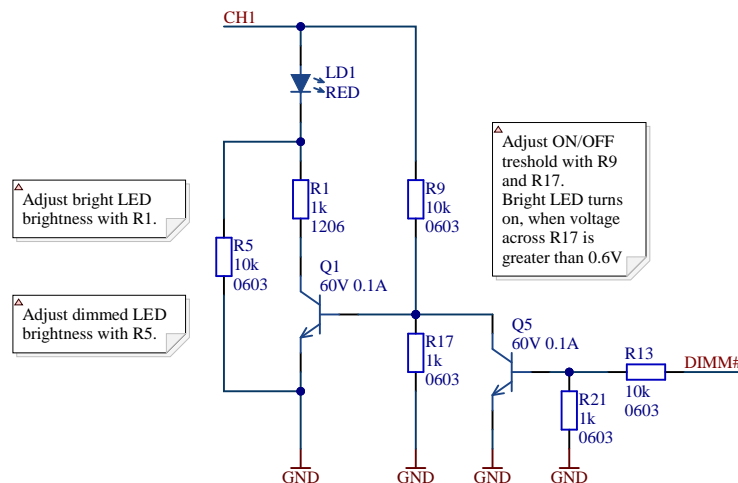 CH1
LD1
RED
Adjust ON/OFF
treshold with R9
and R17.
Bright LED turns
on, when voltage
across R17 is
greater than 0.6V
Adjust bright LED
brightness with R1.
R1
1k
1206
R9
10k
0603
R5
10k
0603
Q1
60V 0.1A
Adjust dimmed LED
brightness with R5.
R17
1k
0603
Q5
60V 0.1A
R13
10k
0603
DIMM#
R21
1k
0603
GND
GND
GND
GND